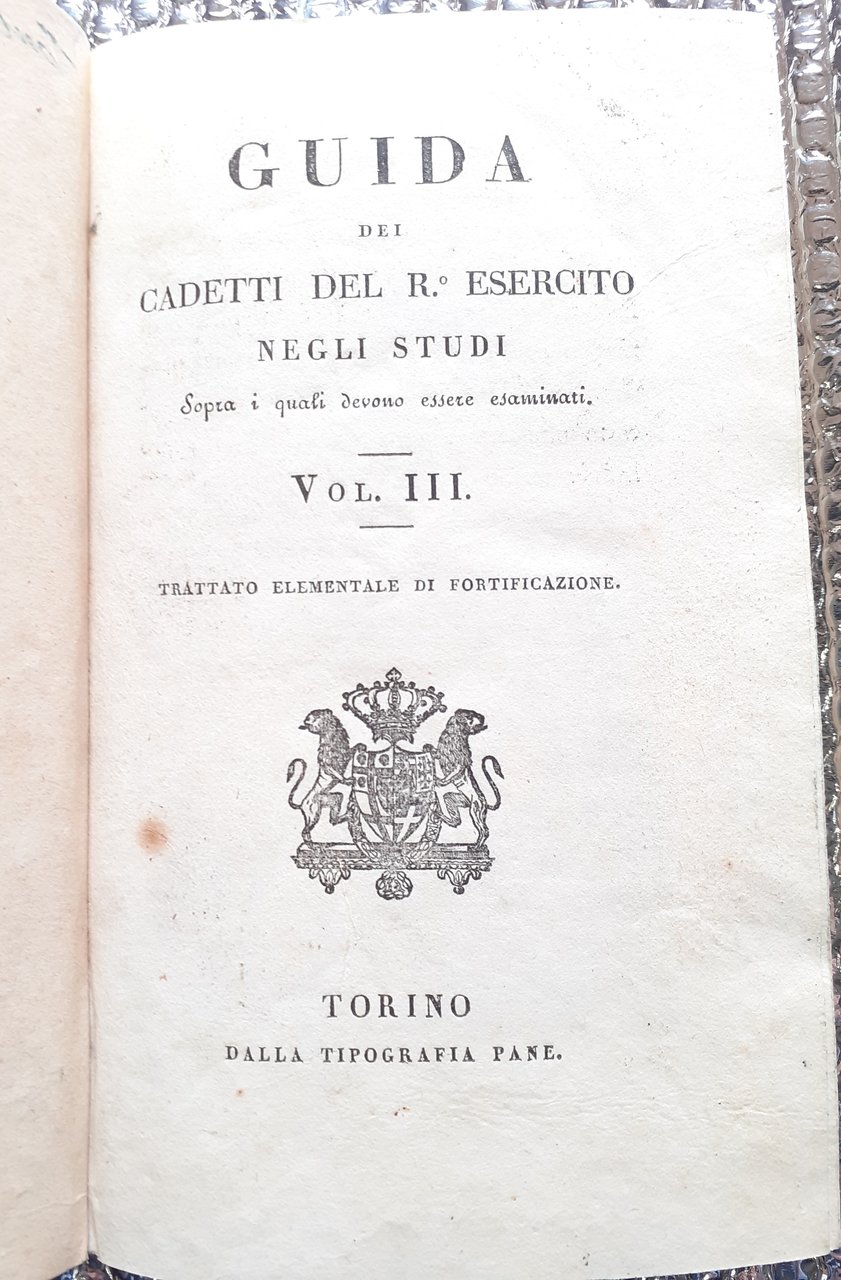 GUIDA
DEI
CADETTI DEL R.º ESERCITO
NEGLI STUDI
Sopra i quali devono essere esaminati.
VOL. III.
TRATTATO ELEMENTALE DI FORTIFICAZIONE.
TORINO
DALLA TIPOGRAFIA PANE.